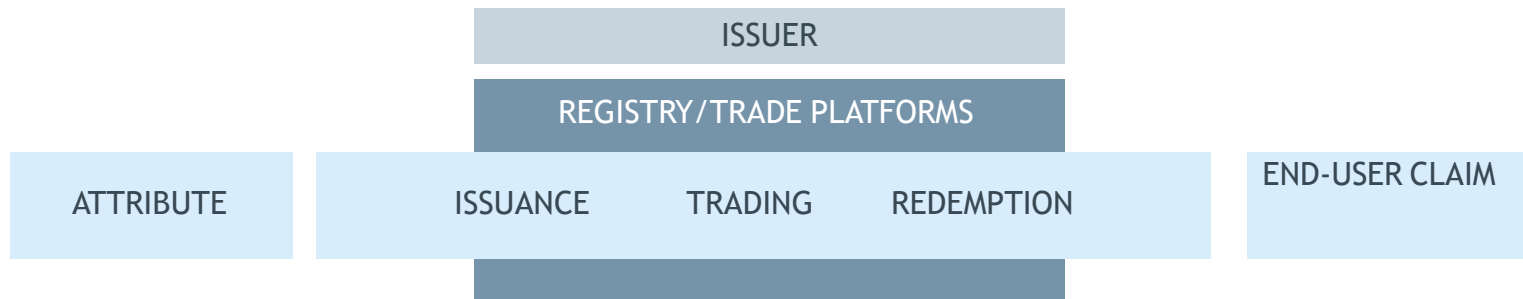 ISSUER
REGISTRY/TRADE PLATFORMS
ATTRIBUTE
ISSUANCE TRADING REDEMPTION
END-USER CLAIM